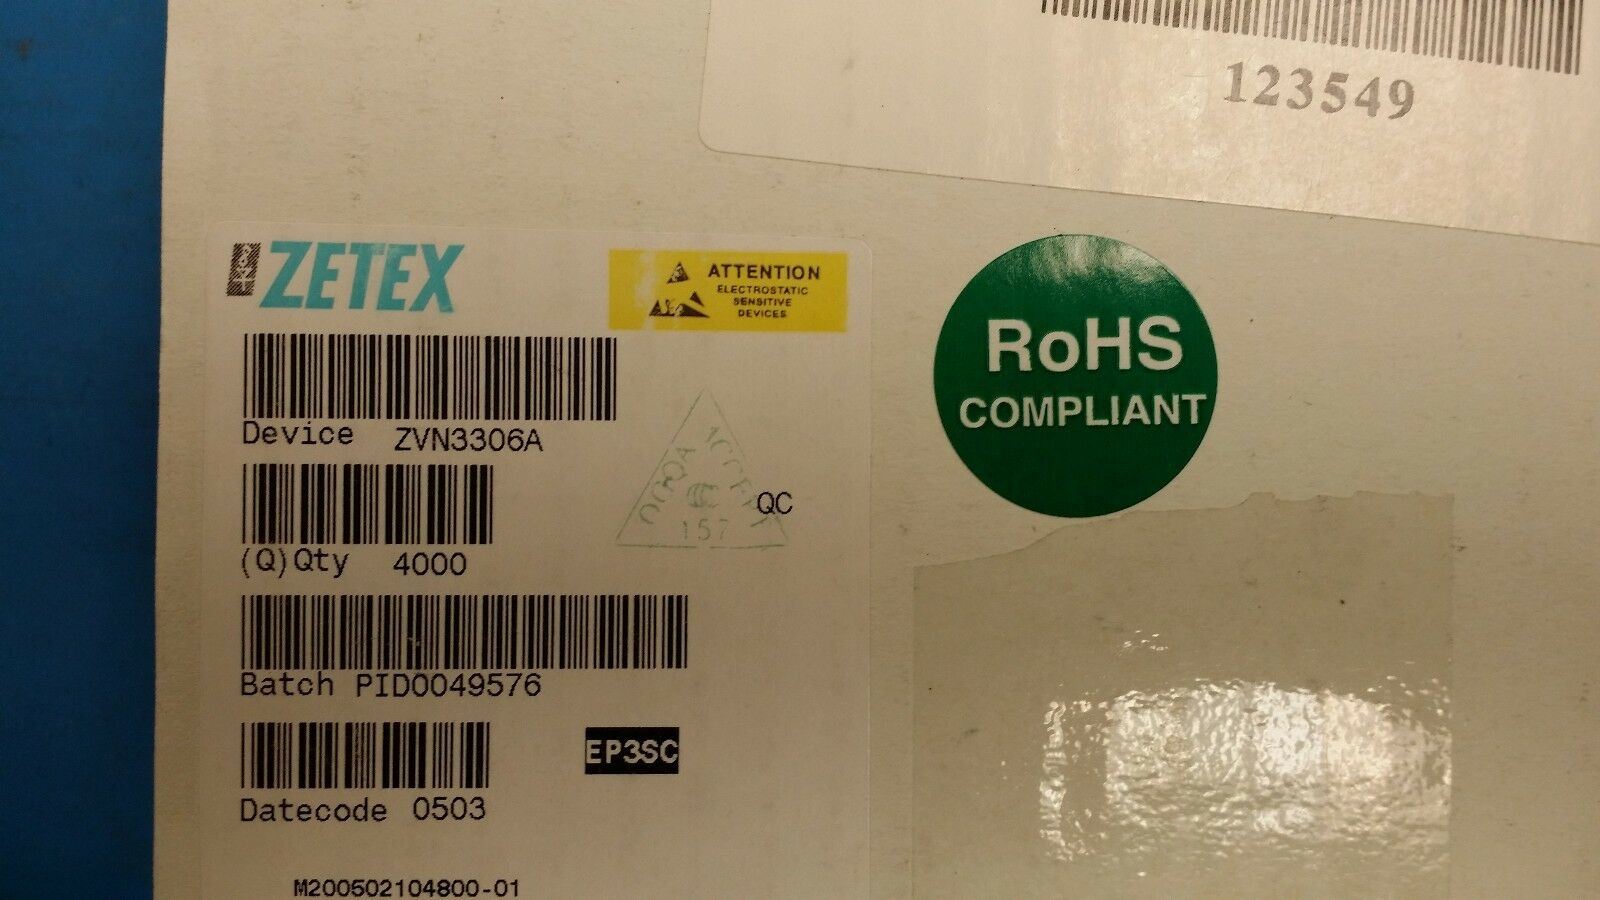 123549
ZETEX
ATTENTION
ELECTROSTATIC
SENSITIVE
DEVICES
RoHS
COMPLIANT
Device ZVN3306A
QC
157
(Q)Qty 4000
Batch PID0049576
EP3SC
Datecode 0503
M200502104800-01